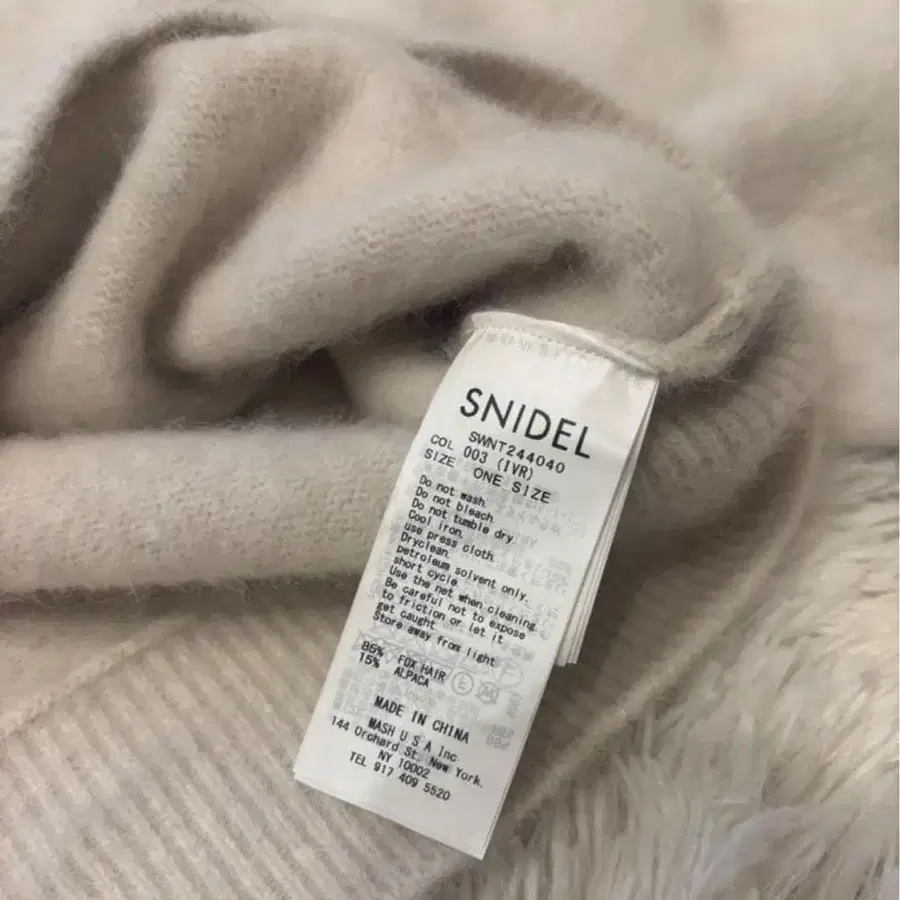 SNIDEL
SWNT244040
COL 003 (IVR)
SIZE ONE SIZE
Do not wash.
Do not bleach.
Do not tumble dry.
Cool iron.
use press cloth.
Dryclean.
petroleum solvent only.
short cycle.
Use the net when cleaning.
Be careful not to expose
to friction or let it
get caught.
Store away from light.
85% FOX HAIR
15% ALPACA
MADE IN CHINA
MASH U S A Inc
144 Orchard St, New York.
NY 10002
TEL 917 409 5520